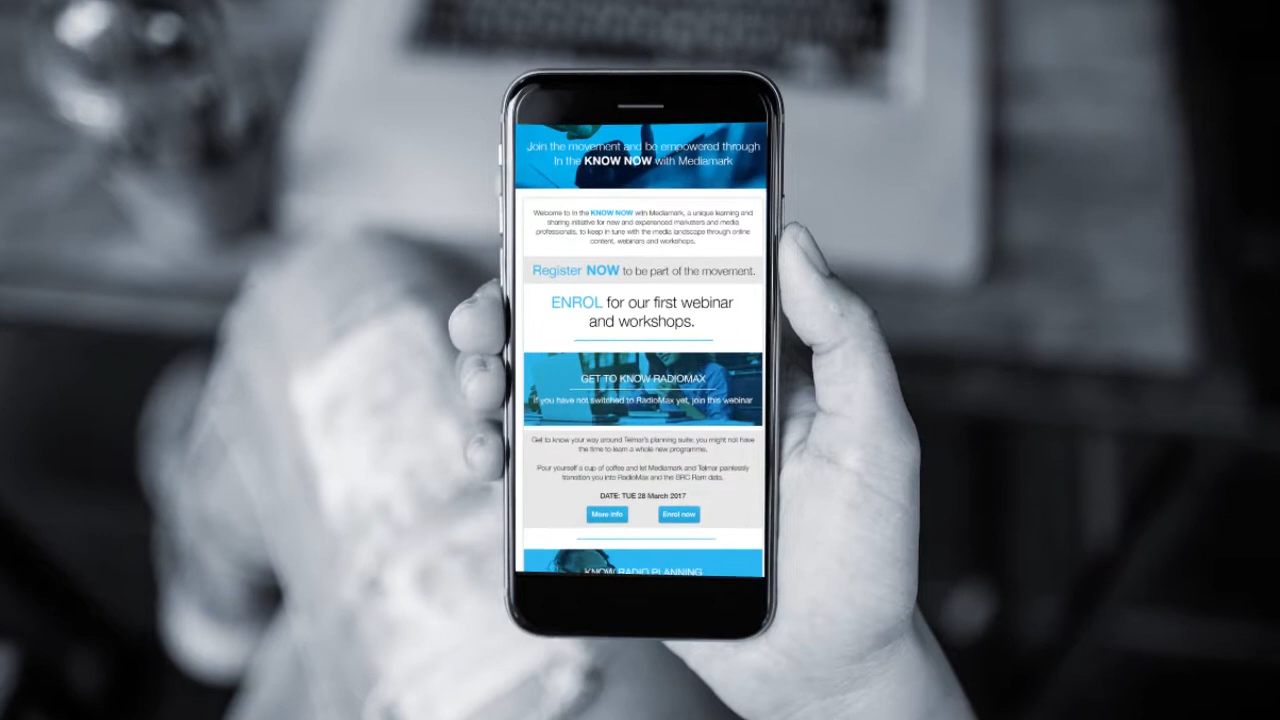 Join the movement and be empowered through
In the KNOW NOW with Mediamark
Welcome to In the KNOW NOW with Mediamark, a unique learning and
sharing initiative for new and experienced marketers and media
professionals, to keep in tune with the media landscape through online
content, webinars and workshops.
Register NOW to be part of the movement.
ENROL for our first webinar
and workshops.
GET TO KNOW RADIOMAX
If you have not switched to RadioMax yet, join this webinar
Get to know your way around Telmar's planning suite; you might not have
the time to learn a whole new programme.
Pour yourself a cup of coffee and let Mediamark and Telmar painlessly
transition you into RadioMax and the BRC Ram data.
DATE: TUE 28 March 2017
More info
Enrol now
KNOW RADIO PLANNING